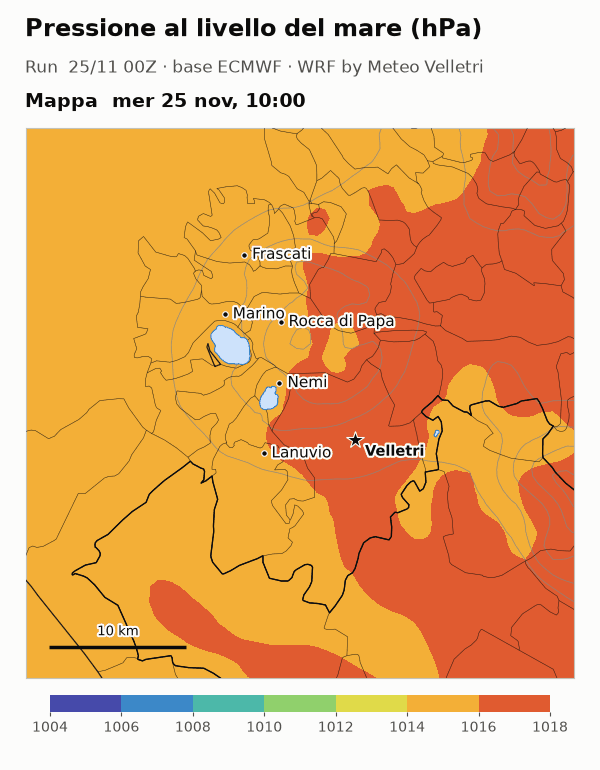 Pressione al livello del mare (hPa)
Run  25/11 00Z · base ECMWF · WRF by Meteo Velletri
Mappa  mer 25 nov, 10:00
Frascati
Marino
Rocca di Papa
Nemi
Velletri
Lanuvio
10 km
1004 1006 1008 1010 1012 1014 1016 1018